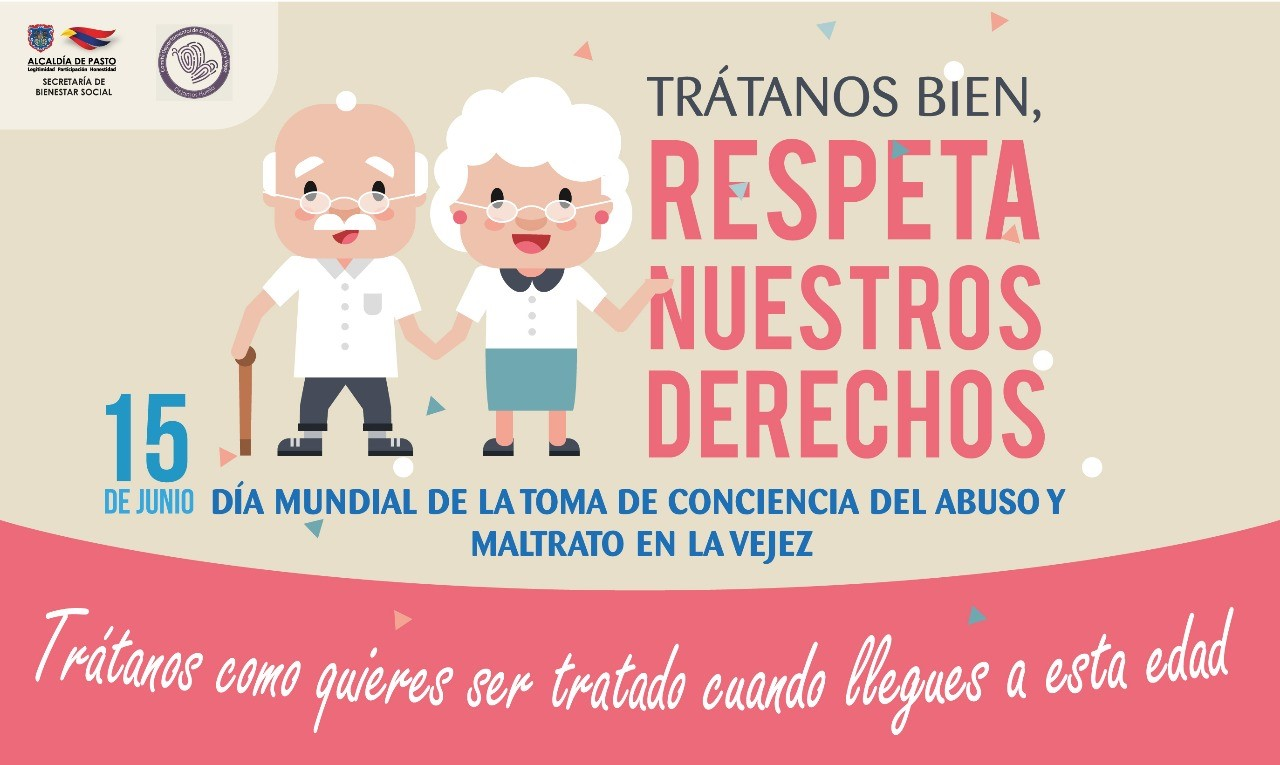 ALCALDÍA DE PASTO
Legitimidad Participación Honestidad
SECRETARÍA DE
BIENESTAR SOCIAL
TRÁTANOS BIEN,
RESPETA
NUESTROS
DERECHOS
15
DE JUNIO
DÍA MUNDIAL DE LA TOMA DE CONCIENCIA DEL ABUSO Y
MALTRATO EN LA VEJEZ
Trátanos como quieres ser tratado cuando llegues a esta edad